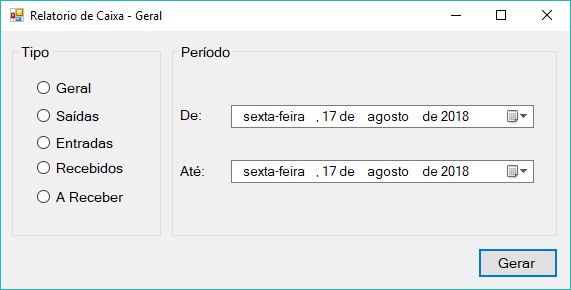 Relatorio de Caixa - Geral
Tipo
Geral
Saídas
Entradas
Recebidos
A Receber
Período
De: sexta-feira , 17 de agosto de 2018
Até: sexta-feira , 17 de agosto de 2018
Gerar